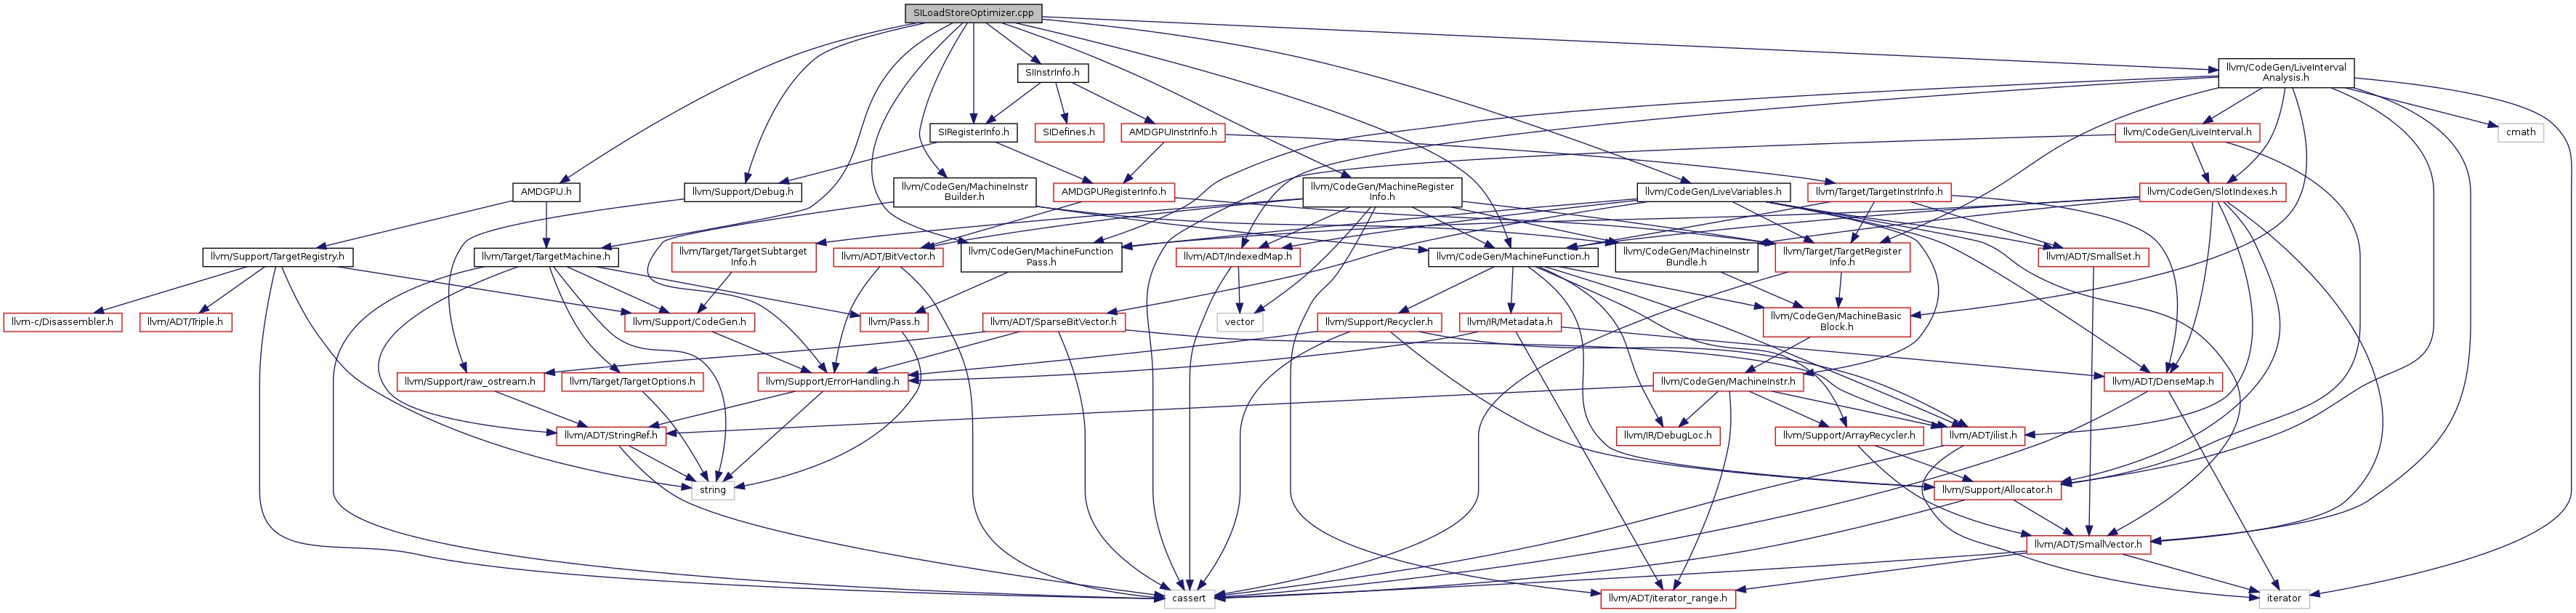 SILoadStoreOptimizer.cpp
SIInstrInfo.h
llvm/CodeGen/LiveInterval
Analysis.h
SIRegisterInfo.h
SIDefines.h
AMDGPUInstrInfo.h
llvm/CodeGen/LiveInterval.h
cmath
AMDGPU.h
llvm/Support/Debug.h
llvm/CodeGen/MachineInstr
Builder.h
AMDGPURegisterInfo.h
llvm/CodeGen/MachineRegister
Info.h
llvm/CodeGen/LiveVariables.h
llvm/Target/TargetInstrInfo.h
llvm/CodeGen/SlotIndexes.h
llvm/Support/TargetRegistry.h
llvm/Target/TargetMachine.h
llvm/Target/TargetSubtarget
Info.h
llvm/ADT/BitVector.h
llvm/CodeGen/MachineFunction
Pass.h
llvm/ADT/IndexedMap.h
llvm/CodeGen/MachineFunction.h
llvm/CodeGen/MachineInstr
Bundle.h
llvm/Target/TargetRegister
Info.h
llvm/ADT/SmallSet.h
llvm-c/Disassembler.h
llvm/ADT/Triple.h
llvm/Support/CodeGen.h
llvm/Pass.h
llvm/ADT/SparseBitVector.h
vector
llvm/Support/Recycler.h
llvm/IR/Metadata.h
llvm/CodeGen/MachineBasic
Block.h
llvm/Support/raw_ostream.h
llvm/Target/TargetOptions.h
llvm/Support/ErrorHandling.h
llvm/CodeGen/MachineInstr.h
llvm/ADT/DenseMap.h
llvm/ADT/StringRef.h
llvm/IR/DebugLoc.h
llvm/Support/ArrayRecycler.h
llvm/ADT/ilist.h
string
llvm/Support/Allocator.h
llvm/ADT/SmallVector.h
cassert
llvm/ADT/iterator_range.h
iterator